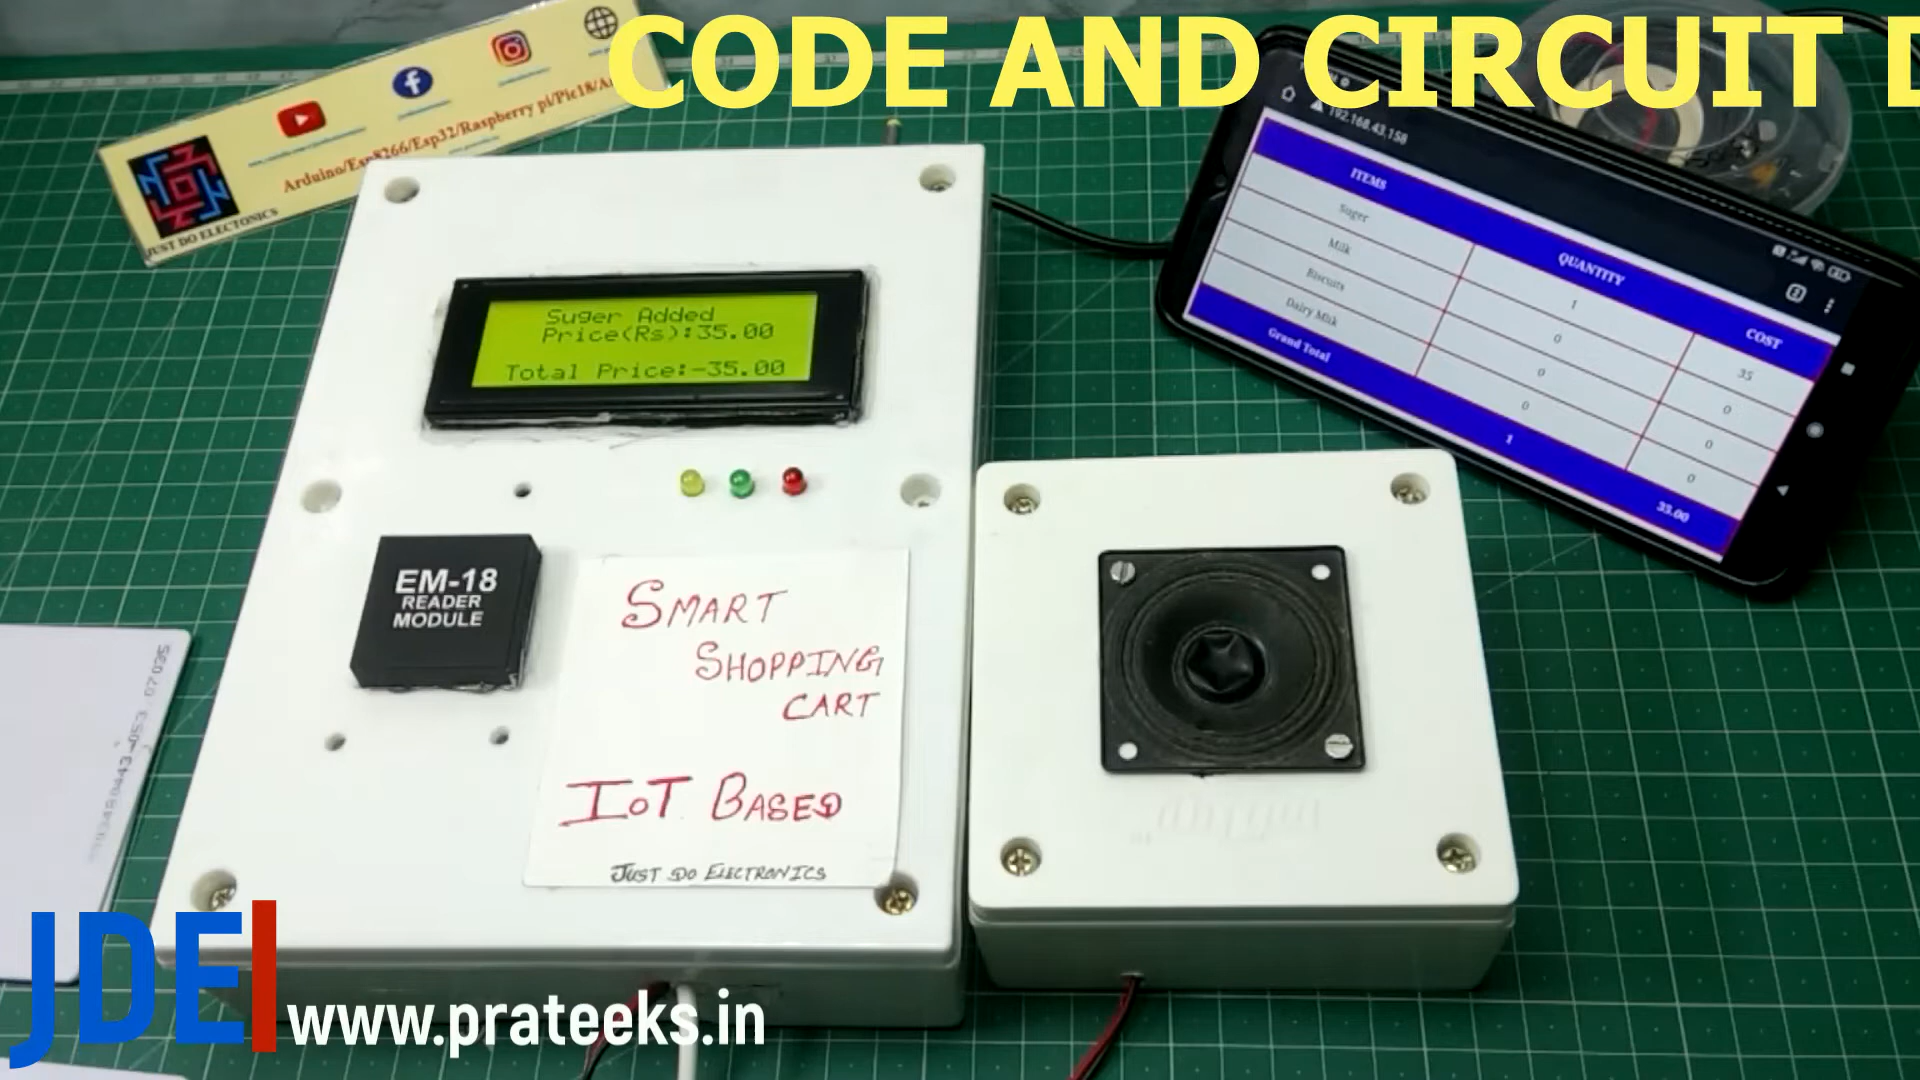 CODE AND CIRCUIT D
Arduino/Esp8266/Esp32/Raspberry pi/Pic18/Ar
JUST DO ELECTONICS
192.168.43.158
ITEMS QUANTITY COST
Suger 1 35
Milk 0 0
Biscuits 0 0
Dairy Milk 0 0
Grand Total 1 35.00
Suger Added
Price(Rs):35.00
Total Price:-35.00
EM-18
READER
MODULE
SMART
SHOPPING
CART
IoT BASED
JUST DO ELECTRONICS
JDE
www.prateeks.in